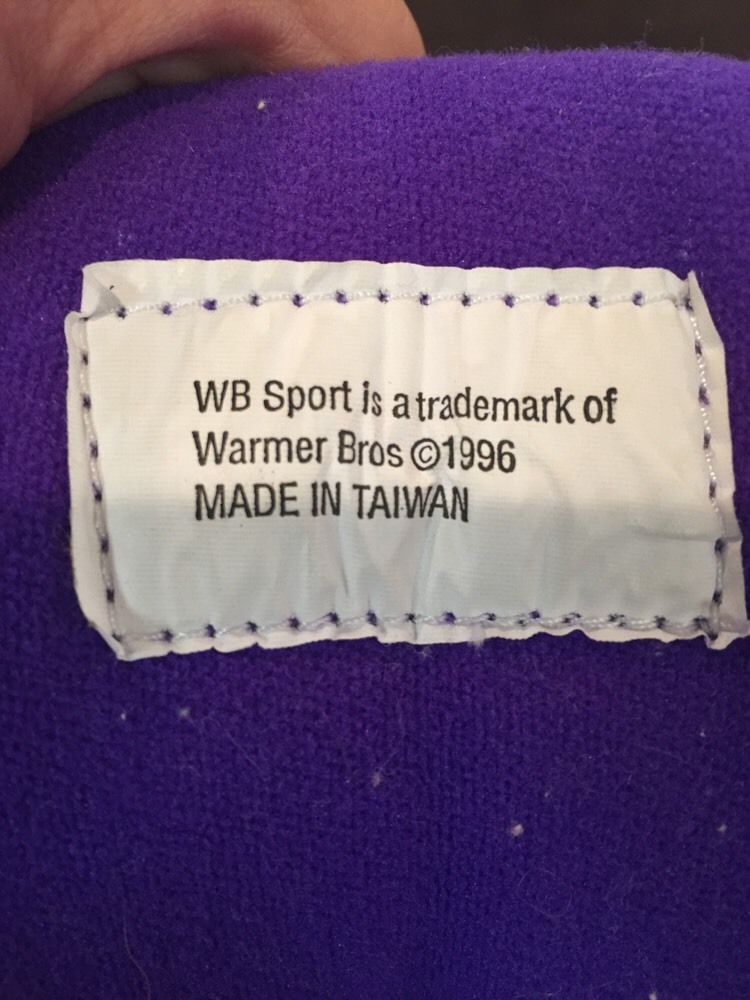 WB Sport is a trademark of
Warmer Bros ©1996
MADE IN TAIWAN